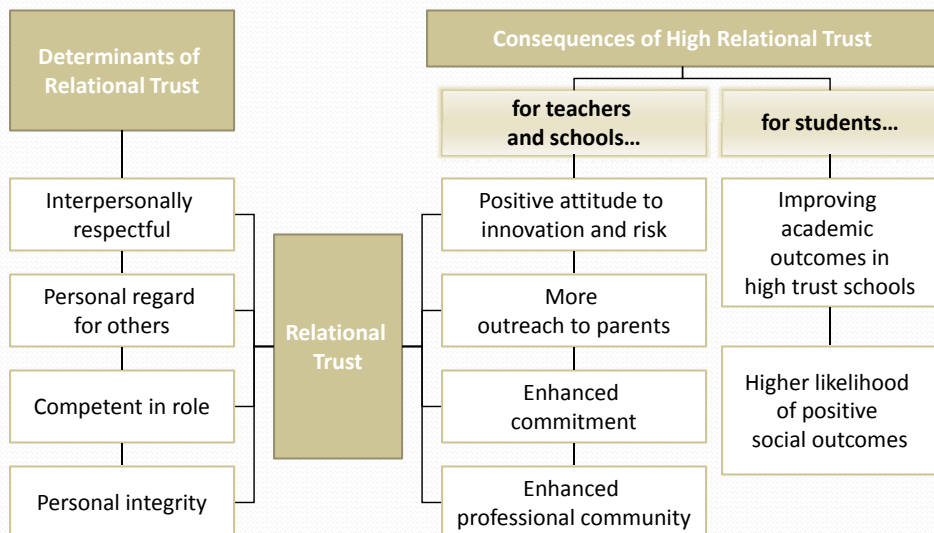 Determinants of
Relational Trust
Interpersonally
respectful
Personal regard
for others
Competent in role
Personal integrity
Relational
Trust
Consequences of High Relational Trust
for teachers
and schools…
Positive attitude to
innovation and risk
More
outreach to parents
Enhanced
commitment
Enhanced
professional community
for students…
Improving
academic
outcomes in
high trust schools
Higher likelihood
of positive
social outcomes